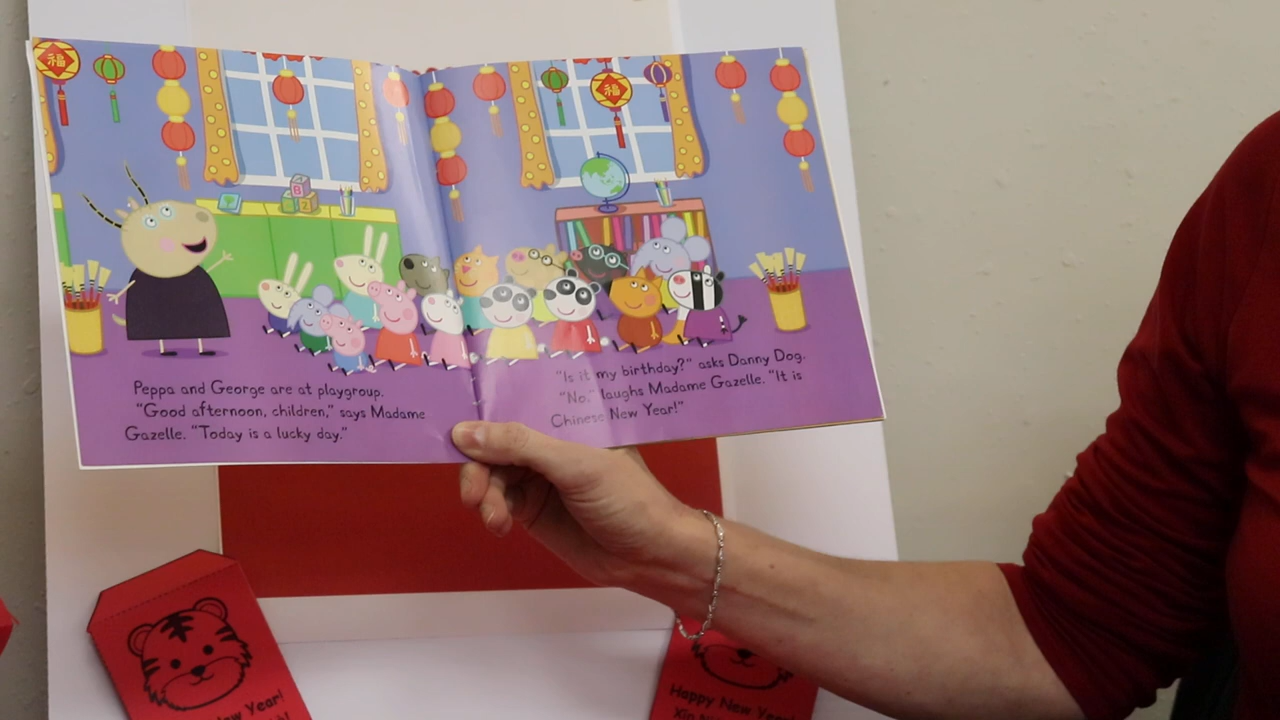 福
福
B
2
Peppa and George are at playgroup.
"Good afternoon, children," says Madame
Gazelle. "Today is a lucky day."
"Is it my birthday?" asks Danny Dog.
"No," laughs Madame Gazelle. "It is
Chinese New Year!"
New Year!
Happy New Year!
Xin